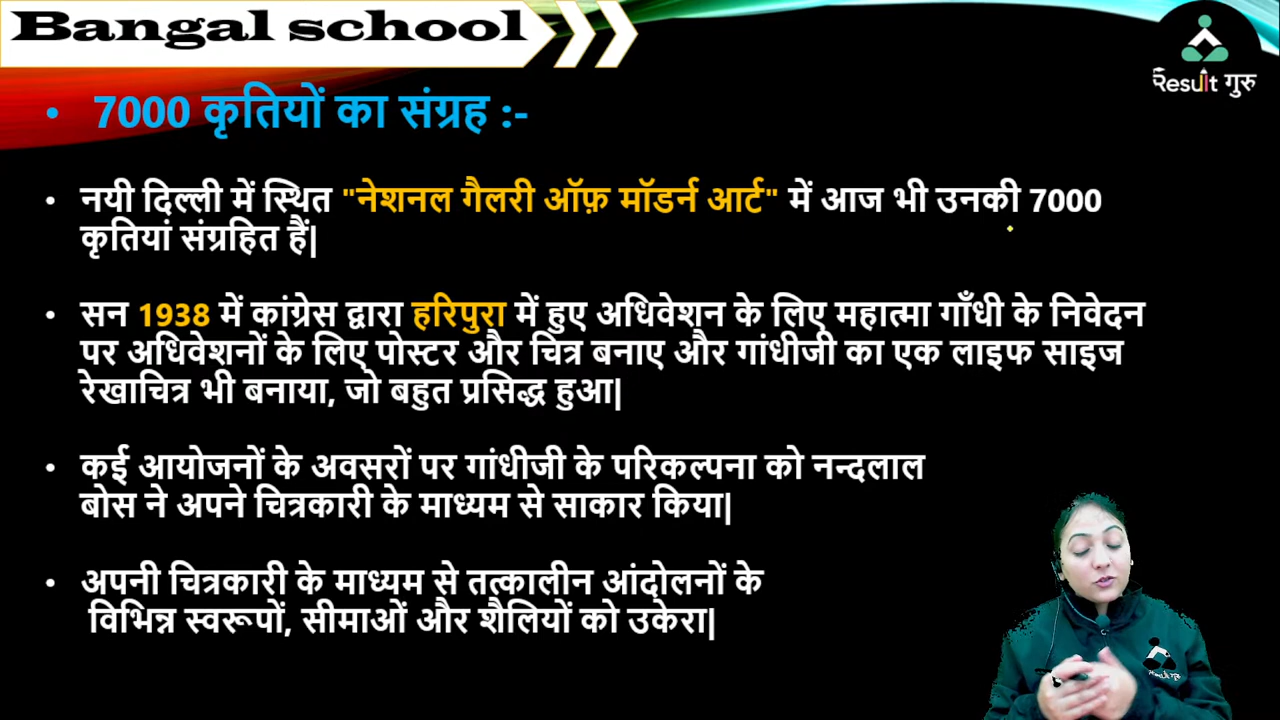 Bangal school
Result गुरु
• 7000 कृतियों का संग्रह :-
• नयी दिल्ली में स्थित "नेशनल गैलरी ऑफ़ मॉडर्न आर्ट" में आज भी उनकी 7000
कृतियां संग्रहित हैं|
• सन 1938 में कांग्रेस द्वारा हरिपुरा में हुए अधिवेशन के लिए महात्मा गाँधी के निवेदन
पर अधिवेशनों के लिए पोस्टर और चित्र बनाए और गांधीजी का एक लाइफ साइज
रेखाचित्र भी बनाया, जो बहुत प्रसिद्ध हुआ|
• कई आयोजनों के अवसरों पर गांधीजी के परिकल्पना को नन्दलाल
बोस ने अपने चित्रकारी के माध्यम से साकार किया|
• अपनी चित्रकारी के माध्यम से तत्कालीन आंदोलनों के
विभिन्न स्वरूपों, सीमाओं और शैलियों को उकेरा|